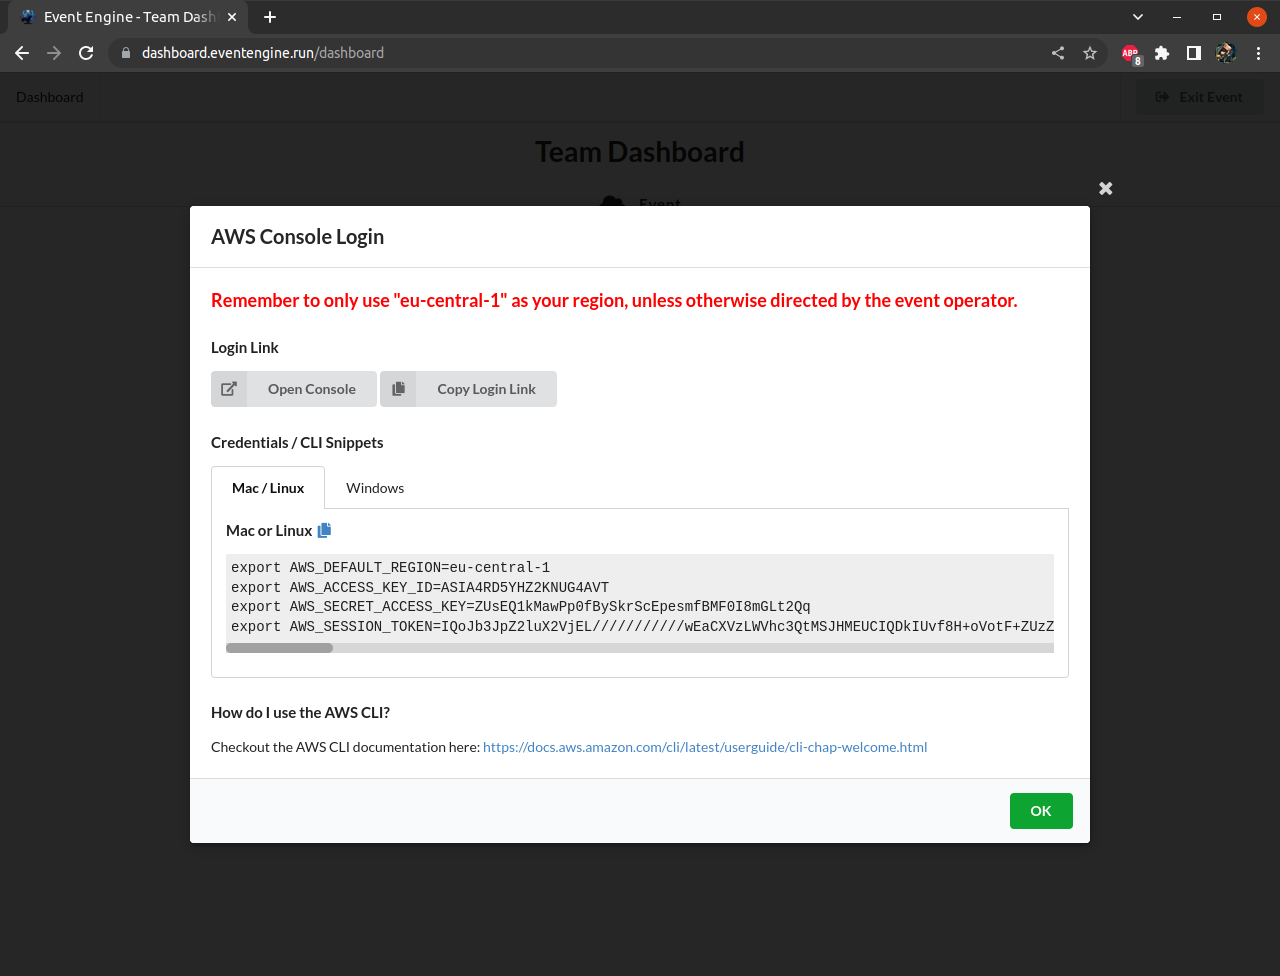 Event Engine - Team Dash
dashboard.eventengine.run/dashboard
ABP
8
Dashboard
Exit Event
Team Dashboard
Event
AWS Console Login
Remember to only use "eu-central-1" as your region, unless otherwise directed by the event operator.
Login Link
Open Console
Copy Login Link
Credentials / CLI Snippets
Mac / Linux
Windows
Mac or Linux
export AWS_DEFAULT_REGION=eu-central-1
export AWS_ACCESS_KEY_ID=ASIA4RD5YHZ2KNUG4AVT
export AWS_SECRET_ACCESS_KEY=ZUsEQ1kMawPp0fBySkrScEpesmfBMF0I8mGLt2Qq
export AWS_SESSION_TOKEN=IQoJb3JpZ2luX2VjEL///////////wEaCXVzLWVhc3QtMSJHMEUCIQDkIUvf8H+oVotF+ZUzZ
How do I use the AWS CLI?
Checkout the AWS CLI documentation here: https://docs.aws.amazon.com/cli/latest/userguide/cli-chap-welcome.html
OK